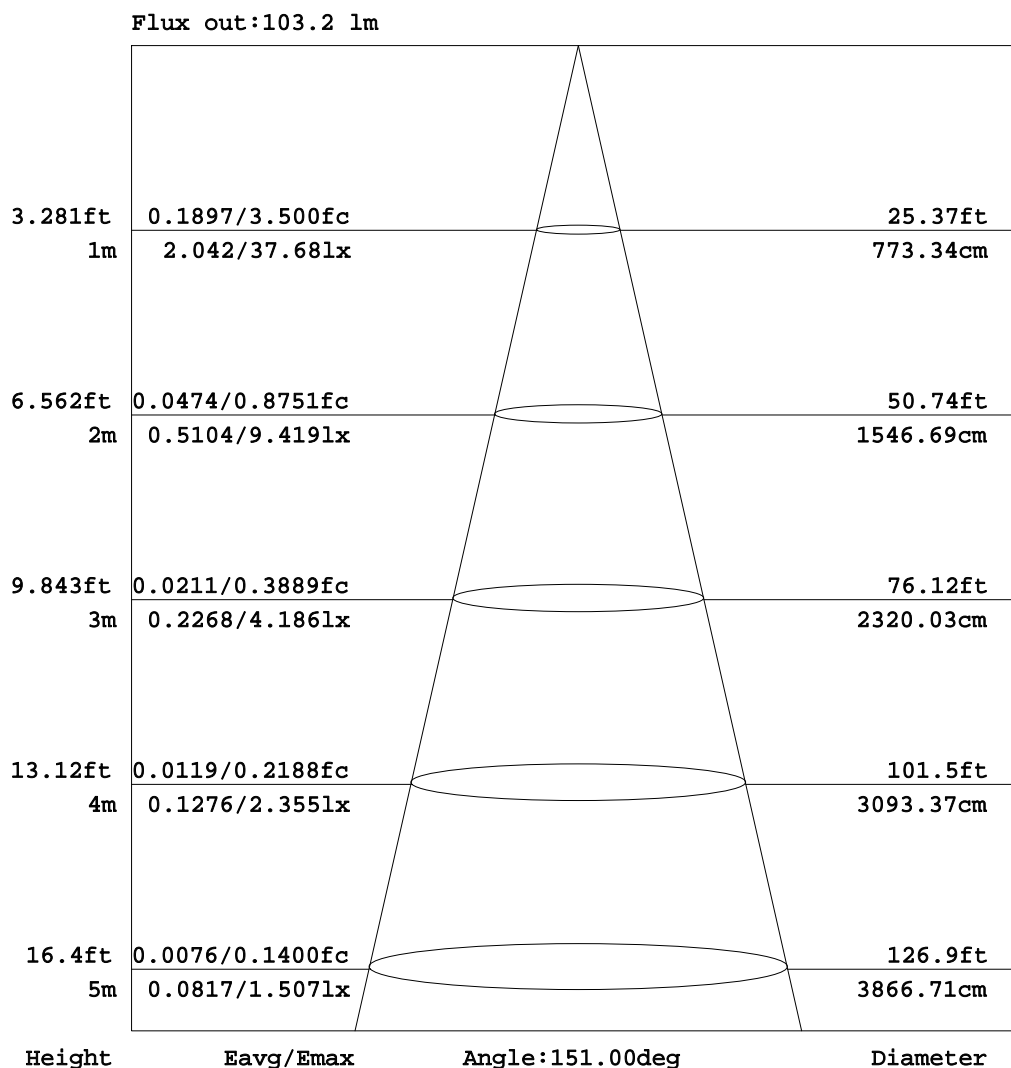 Flux out:103.2 lm
3.281ft 0.1897/3.500fc 25.37ft
1m 2.042/37.68lx 773.34cm
6.562ft 0.0474/0.8751fc 50.74ft
2m 0.5104/9.419lx 1546.69cm
9.843ft 0.0211/0.3889fc 76.12ft
3m 0.2268/4.186lx 2320.03cm
13.12ft 0.0119/0.2188fc 101.5ft
4m 0.1276/2.355lx 3093.37cm
16.4ft 0.0076/0.1400fc 126.9ft
5m 0.0817/1.507lx 3866.71cm
Height Eavg/Emax Angle:151.00deg Diameter